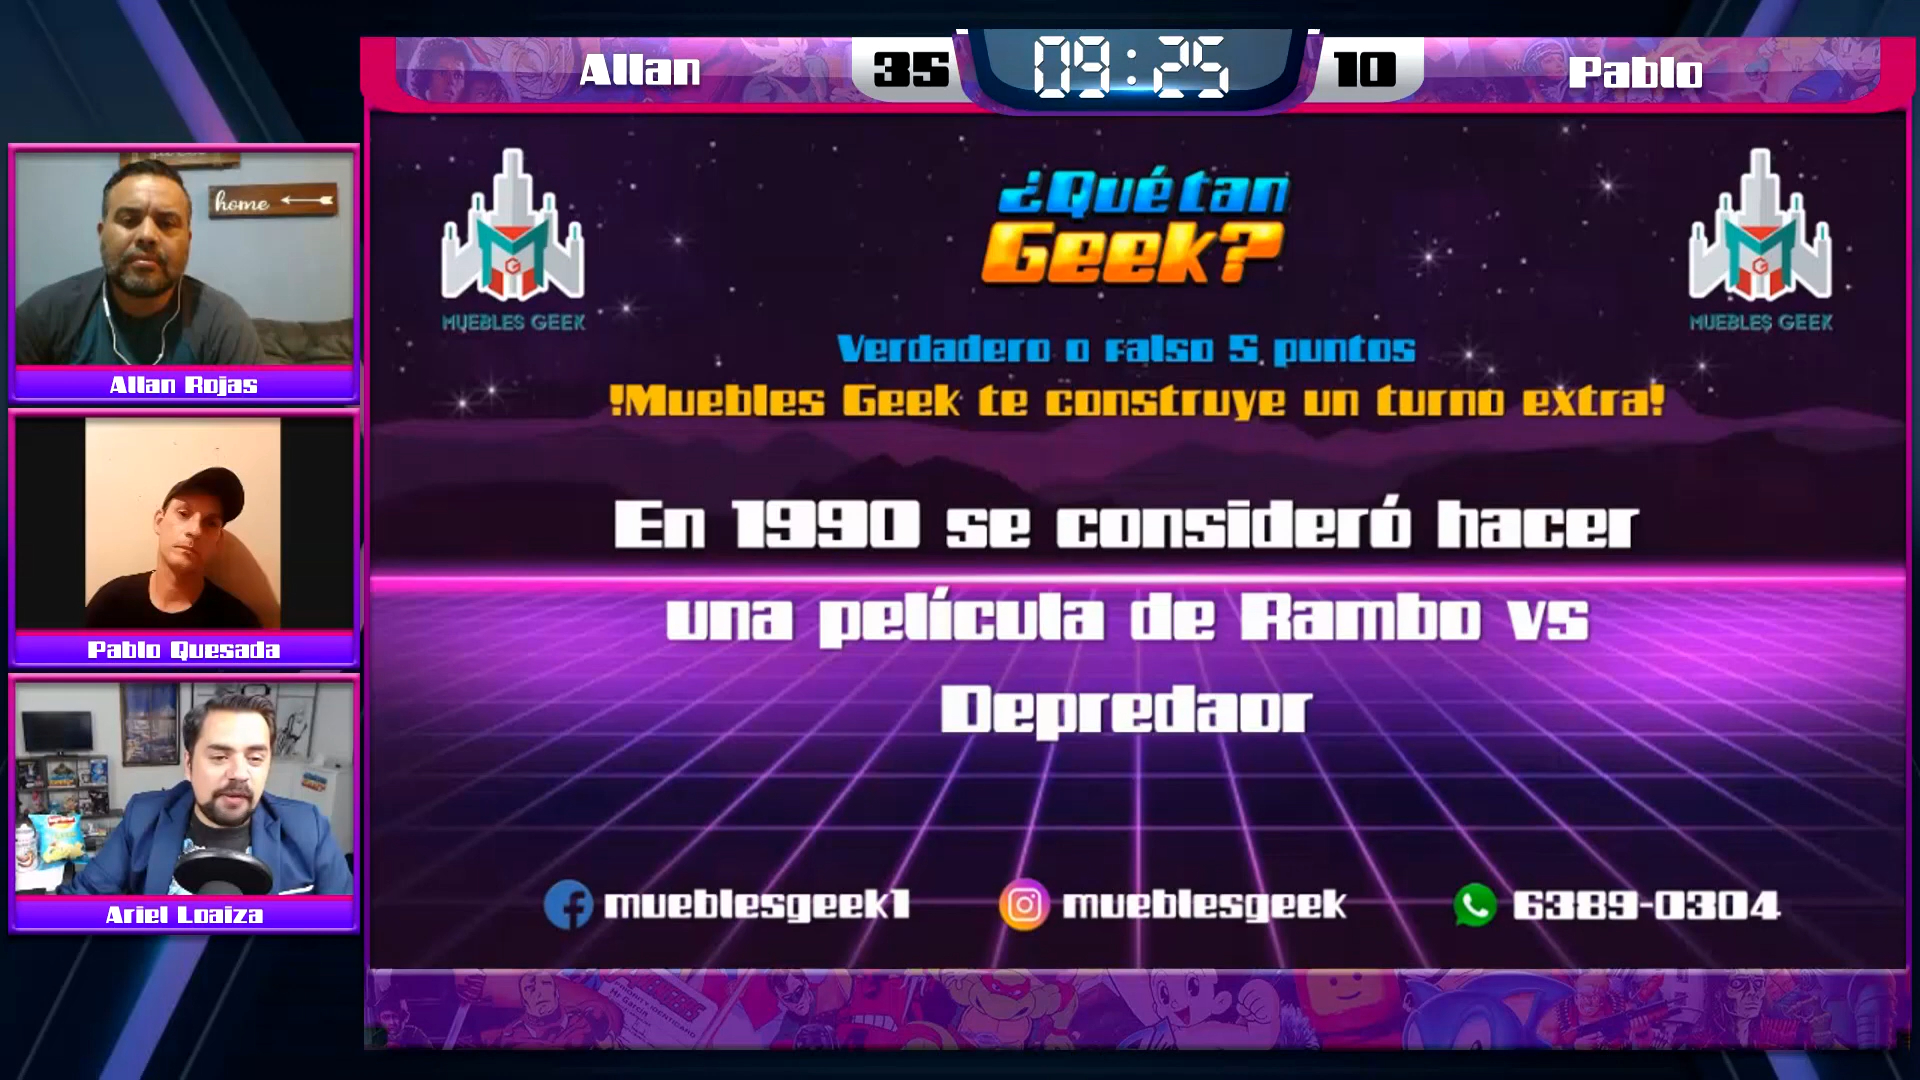 Allan
35
09:25
10
Pablo
home
Allan Rojas
Pablo Quesada
Ariel Loaiza
MUEBLES GEEK
¿Qué tan
Geek?
MUEBLES GEEK
Verdadero o Falso 5 puntos
!Muebles Geek te construye un turno extra!
En 1990 se consideró hacer
una película de Rambo vs
Depredaor
mueblesgeek1
mueblesgeek
6389-0304